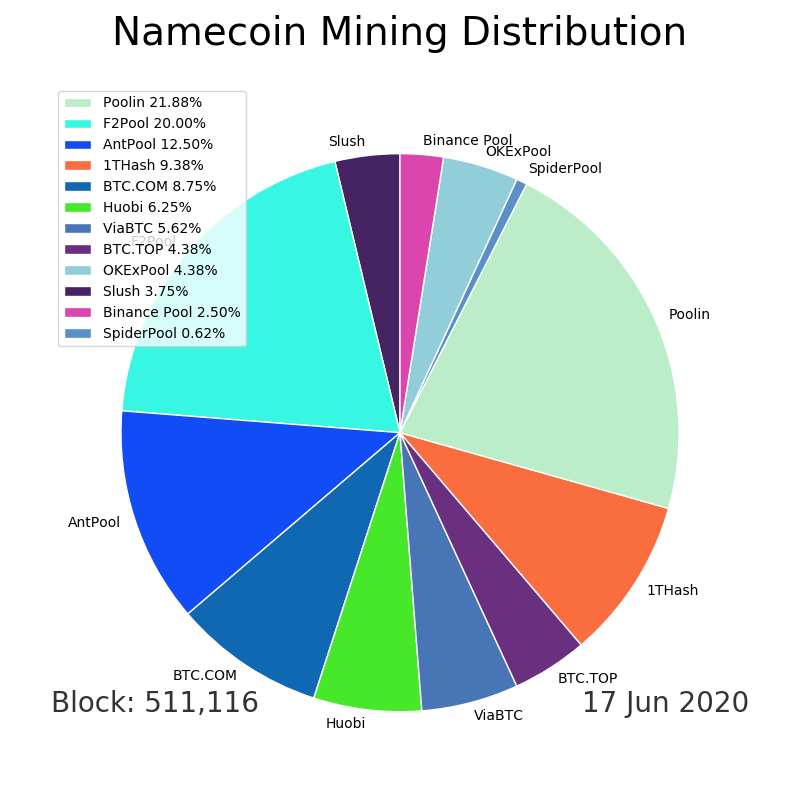 Namecoin Mining Distribution
Poolin 21.88%
F2Pool 20.00%
AntPool 12.50%
1THash 9.38%
BTC.COM 8.75%
Huobi 6.25%
ViaBTC 5.62%
BTC.TOP 4.38%
OKExPool 4.38%
Slush 3.75%
Binance Pool 2.50%
SpiderPool 0.62%
Slush
Binance Pool
OKExPool
SpiderPool
F2Pool
Poolin
AntPool
1THash
BTC.COM
BTC.TOP
Huobi
ViaBTC
Block: 511,116
17 Jun 2020